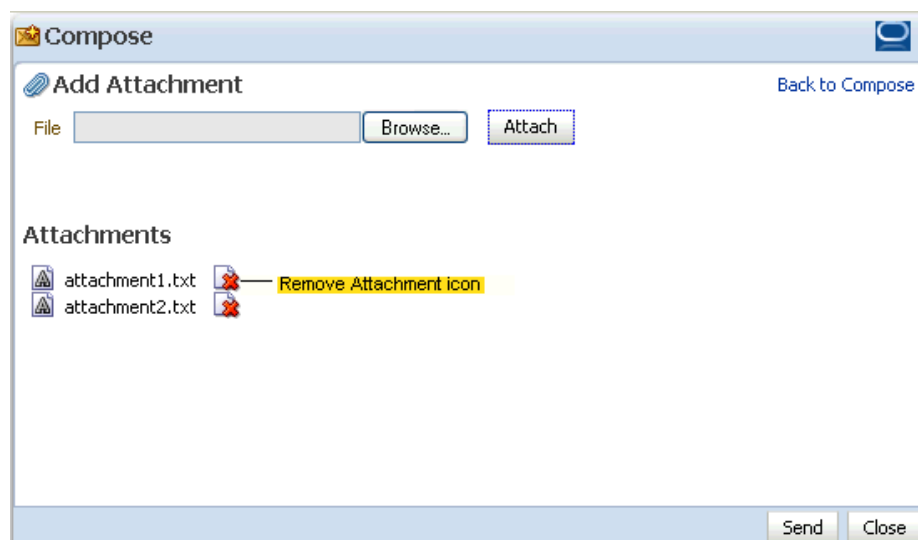 Compose
Add Attachment
Back to Compose
File
Browse...
Attach
Attachments
attachment1.txt
Remove Attachment icon
attachment2.txt
Send
Close